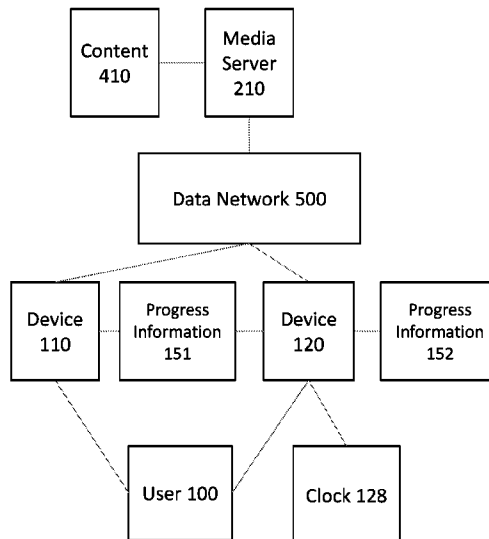 Content
410
Media
Server
210
Data Network 500
Device
110
Progress
Information
151
Device
120
Progress
Information
152
User 100
Clock 128